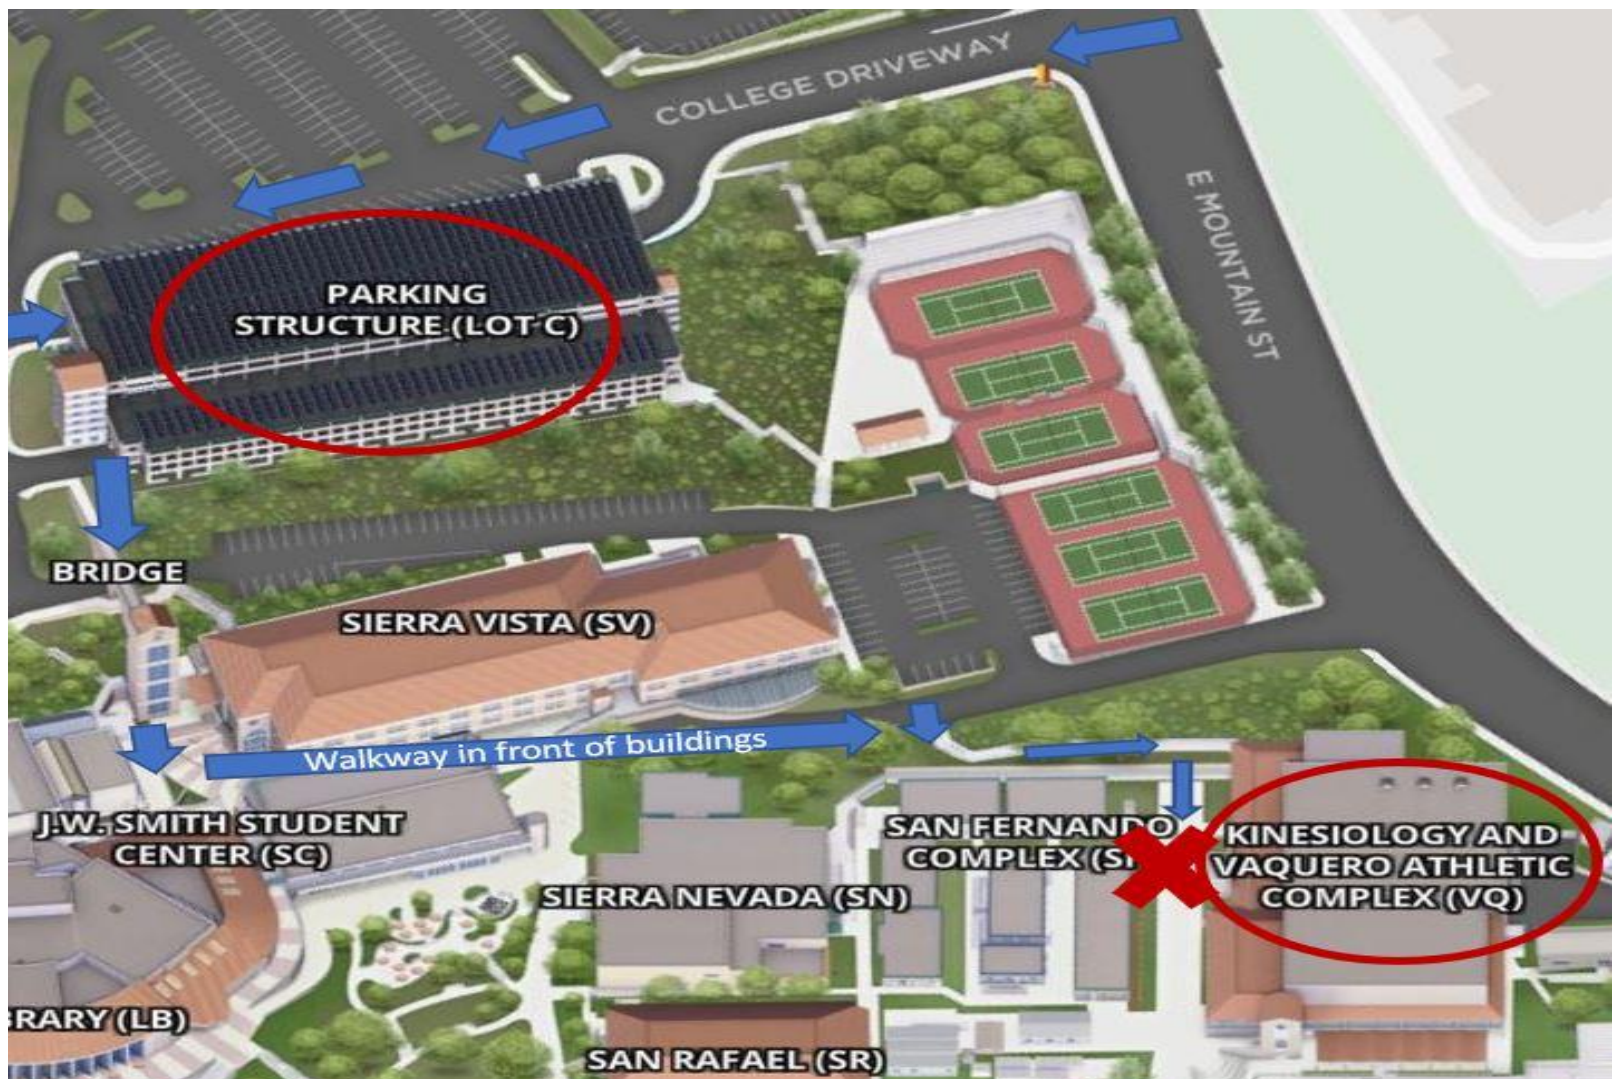 COLLEGE DRIVEWAY
E MOUNTAIN ST
PARKING
STRUCTURE (LOT C)
BRIDGE
SIERRA VISTA (SV)
Walkway in front of buildings
J.W. SMITH STUDENT
CENTER (SC)
SAN FERNANDO
COMPLEX
KINESIOLOGY AND
VAQUERO ATHLETIC
COMPLEX (VQ)
SIERRA NEVADA (SN)
RARY (LB)
SAN RAFAEL (SR)